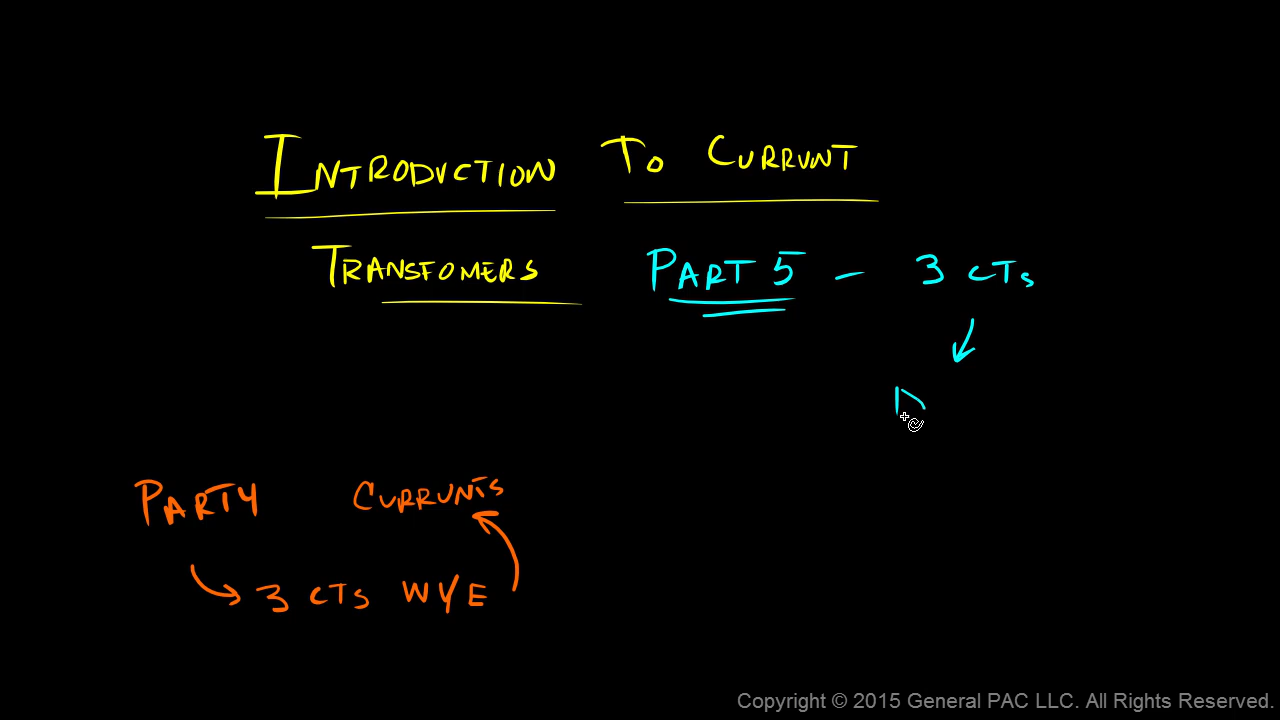 INTRODUCTION TO CURRUNT
TRANSFOMERS PART 5 - 3 CTs
PARTY CURRUNTS
3 CTs WYE
Copyright © 2015 General PAC LLC. All Rights Reserved.